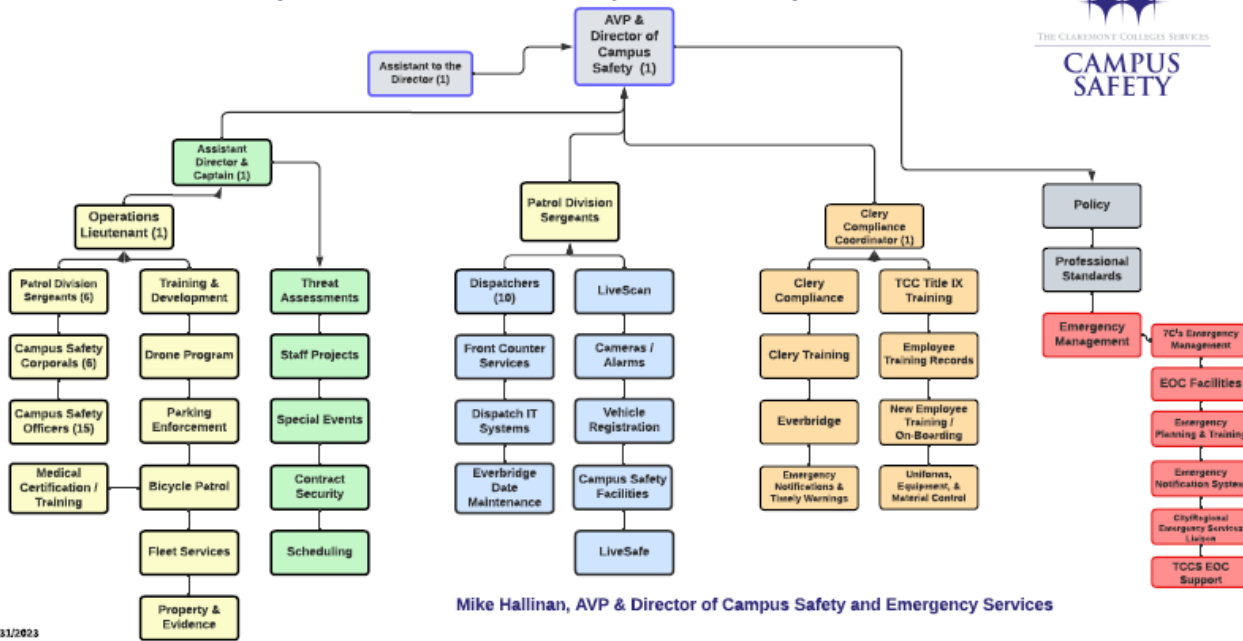 AVP &
Director of
Campus
Safety (1)
Assistant to the
Director (1)
THE CLAREMONT COLLEGES SERVICES
CAMPUS
SAFETY
Assistant
Director &
Captain (1)
Operations
Lieutenant (1)
Patrol Division
Sergeants (6)
Campus Safety
Corporals (6)
Campus Safety
Officers (15)
Medical
Certification /
Training
Training &
Development
Drone Program
Parking
Enforcement
Bicycle Patrol
Fleet Services
Property &
Evidence
Threat
Assessments
Staff Projects
Special Events
Contract
Security
Scheduling
Patrol Division
Sergeants
Dispatchers
(10)
Front Counter
Services
Dispatch IT
Systems
Everbridge
Date
Maintenance
LiveScan
Cameras /
Alarms
Vehicle
Registration
Campus Safety
Facilities
LiveSafe
Clery
Compliance
Coordinator (1)
Clery
Compliance
Clery Training
Everbridge
Emergency
Notifications &
Timely Warnings
TCC Title IX
Training
Employee
Training Records
New Employee
Training /
On-Boarding
Uniforms,
Equipment, &
Material Control
Policy
Professional
Standards
Emergency
Management
7C's Emergency
Management
EOC Facilities
Emergency
Planning & Training
Emergency
Notification System
City/Regional
Emergency Services
Liaison
TCCS EOC
Support
Mike Hallinan, AVP & Director of Campus Safety and Emergency Services
31/2023